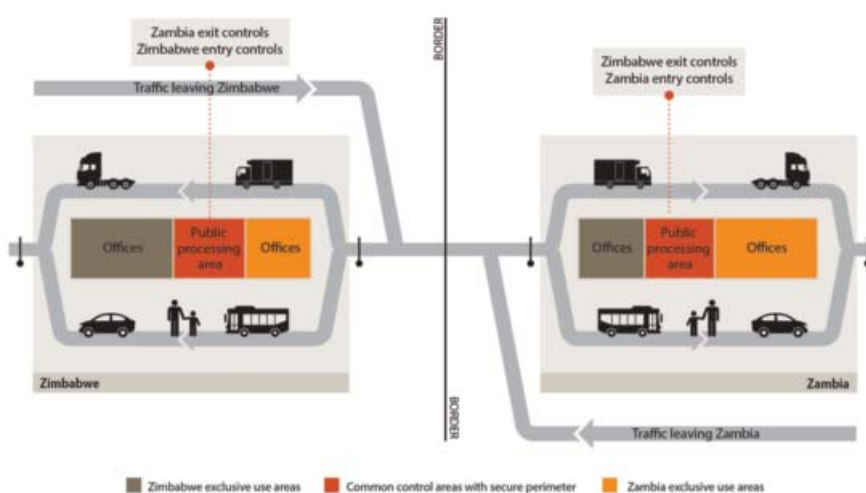 Zambia exit controls
Zimbabwe entry controls
BORDER
Zimbabwe exit controls
Zambia entry controls
Traffic leaving Zimbabwe
Offices
Public
processing
area
Offices
Offices
Public
processing
area
Offices
Zimbabwe
Zambia
BORDER
Traffic leaving Zambia
Zimbabwe exclusive use areas
Common control areas with secure perimeter
Zambia exclusive use areas